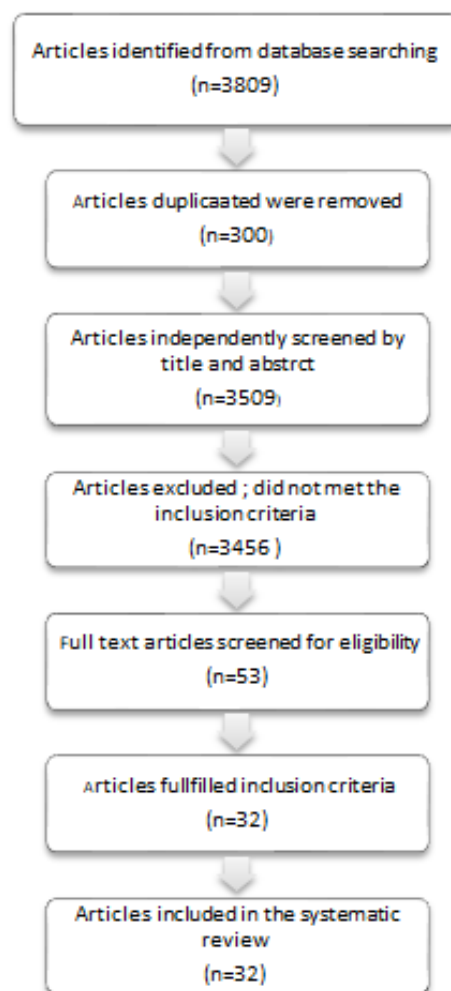 Articles identified from database searching
(n=3809)
Articles duplicaated were removed
(n=300)
Articles independently screened by
title and abstrct
(n=3509)
Articles excluded ; did not met the
inclusion criteria
(n=3456 )
Full text articles screened for eligibility
(n=53)
Articles fullfilled inclusion criteria
(n=32)
Articles included in the systematic
review
(n=32)